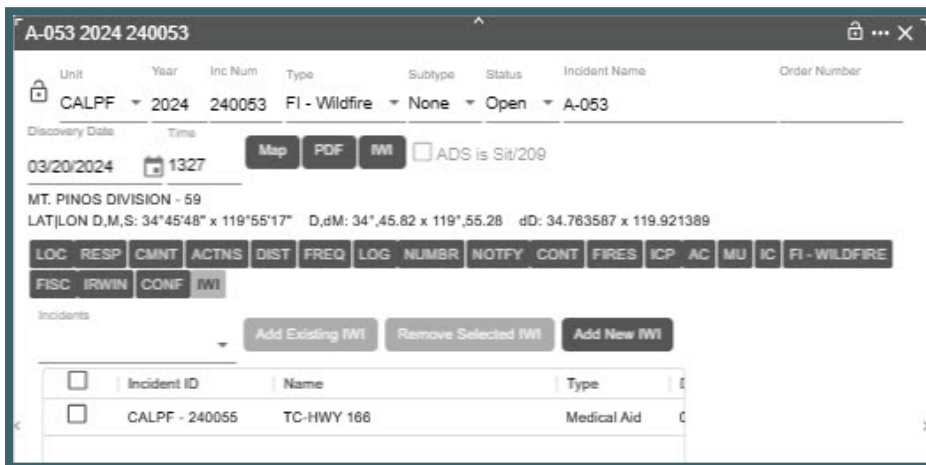 A-053 2024 240053
Unit Year Inc Num Type Subtype Status Incident Name Order Number
CALPF 2024 240053 FI - Wildfire None Open A-053
Discovery Date Time
03/20/2024 1327 Map PDF IWI ADS is Sit/209
MT. PINOS DIVISION - 59
LAT|LON D,M,S: 34°45'48" x 119°55'17" D,dM: 34°,45.82 x 119°,55.28 dD: 34.763587 x 119.921389
LOC RESP CMNT ACTNS DIST FREQ LOG NUMBR NOTFY CONT FIRES ICP AC MU IC FI - WILDFIRE
FISC IRWIN CONF IWI
Incidents
Add Existing IWI Remove Selected IWI Add New IWI
Incident ID Name Type
CALPF - 240055 TC-HWY 166 Medical Aid